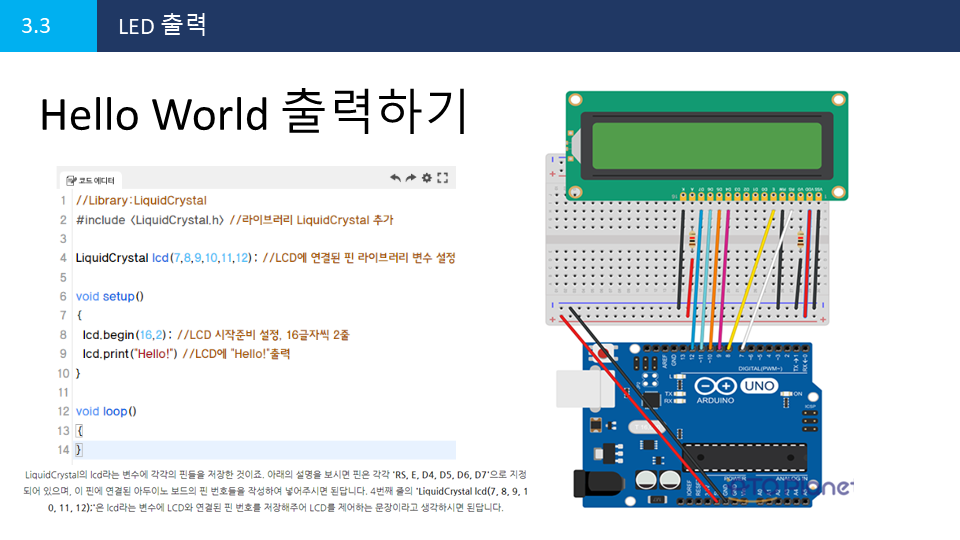 3.3
LED 출력
Hello World 출력하기
코드 에디터
1 //Library:LiquidCrystal
2 #include <LiquidCrystal.h> //라이브러리 LiquidCrystal 추가
3
4 LiquidCrystal lcd(7,8,9,10,11,12); //LCD에 연결된 핀 라이브러리 변수 설정
5
6 void setup()
7 {
8 lcd.begin(16,2); //LCD 시작준비 설정, 16글자씩 2줄
9 lcd.print("Hello!") //LCD에 "Hello!"출력
10 }
11
12 void loop()
13 {
14 }
LiquidCrystal의 lcd라는 변수에 각각의 핀들을 저장한 것이죠. 아래의 설명을 보시면 핀은 각각 'RS, E, D4, D5, D6, D7'으로 지정
되어 있으며, 이 핀에 연결된 아두이노 보드의 핀 번호들을 작성하여 넣어주시면 된답니다. 4번째 줄의 'LiquidCrystal lcd(7, 8, 9, 1
0, 11, 12);'은 lcd라는 변수에 LCD와 연결된 핀 번호를 저장해주어 LCD를 제어하는 문장이라고 생각하시면 된답니다.
AREF
GND
13
12
~11
~10
~9
8
7
DIGITAL(PWM~)
L
TX
RX
UNO
ARDUINO
ON
POWER
ANALOG IN